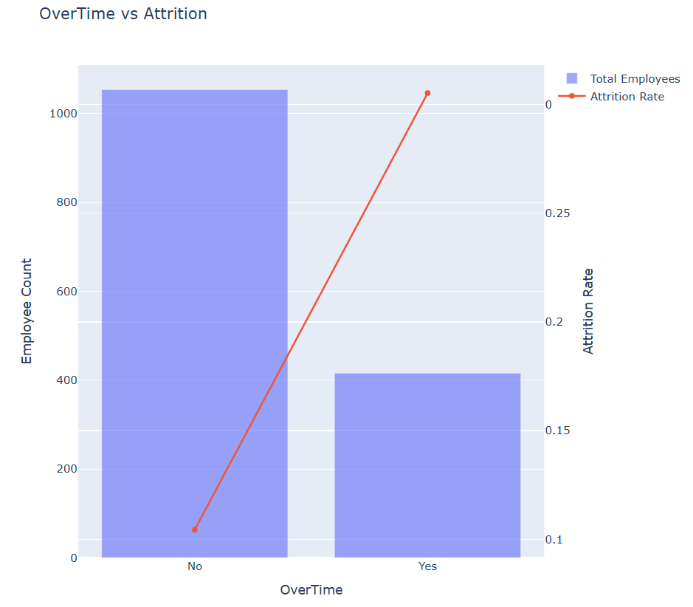 OverTime vs Attrition
Total Employees
Attrition Rate
1000
800
600
400
200
0
Employee Count
0
0.25
0.2
0.15
0.1
Attrition Rate
No
Yes
OverTime